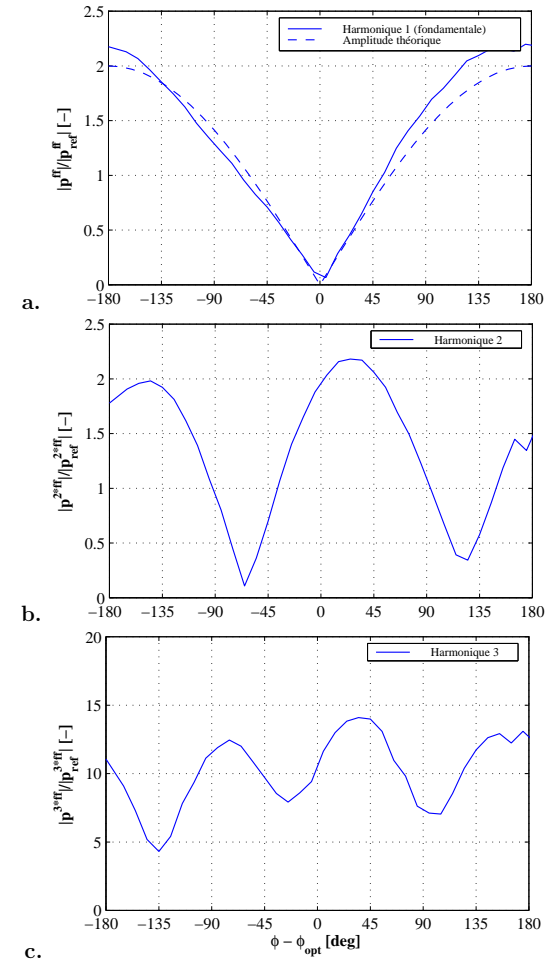 2.5
2
1.5
1
0.5
0
|p^ff|/|p_ref^ff| [−]
Harmonique 1 (fondamentale)
Amplitude théorique
−180 −135 −90 −45 0 45 90 135 180
a.
2.5
2
1.5
1
0.5
0
|p^2*ff|/|p_ref^2*ff| [−]
Harmonique 2
−180 −135 −90 −45 0 45 90 135 180
b.
20
15
10
5
0
|p^3*ff|/|p_ref^3*ff| [−]
Harmonique 3
−180 −135 −90 −45 0 45 90 135 180
ϕ − ϕ_opt [deg]
c.